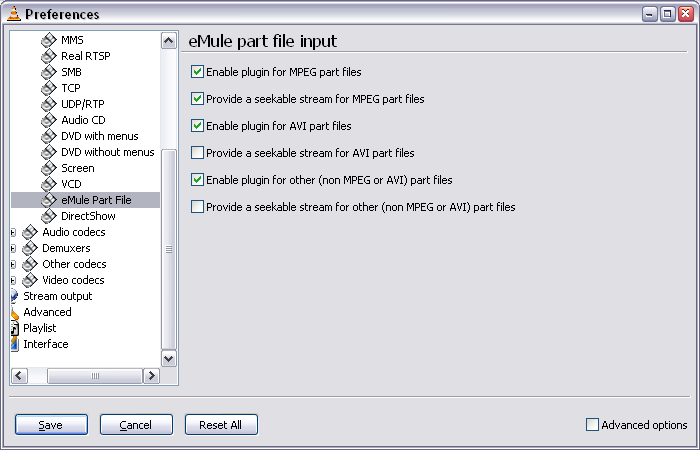 Preferences
MMS
Real RTSP
SMB
TCP
UDP/RTP
Audio CD
DVD with menus
DVD without menus
Screen
VCD
eMule Part File
DirectShow
Audio codecs
Demuxers
Other codecs
Video codecs
Stream output
Advanced
Playlist
Interface
eMule part file input
Enable plugin for MPEG part files
Provide a seekable stream for MPEG part files
Enable plugin for AVI part files
Provide a seekable stream for AVI part files
Enable plugin for other (non MPEG or AVI) part files
Provide a seekable stream for other (non MPEG or AVI) part files
Save
Cancel
Reset All
Advanced options